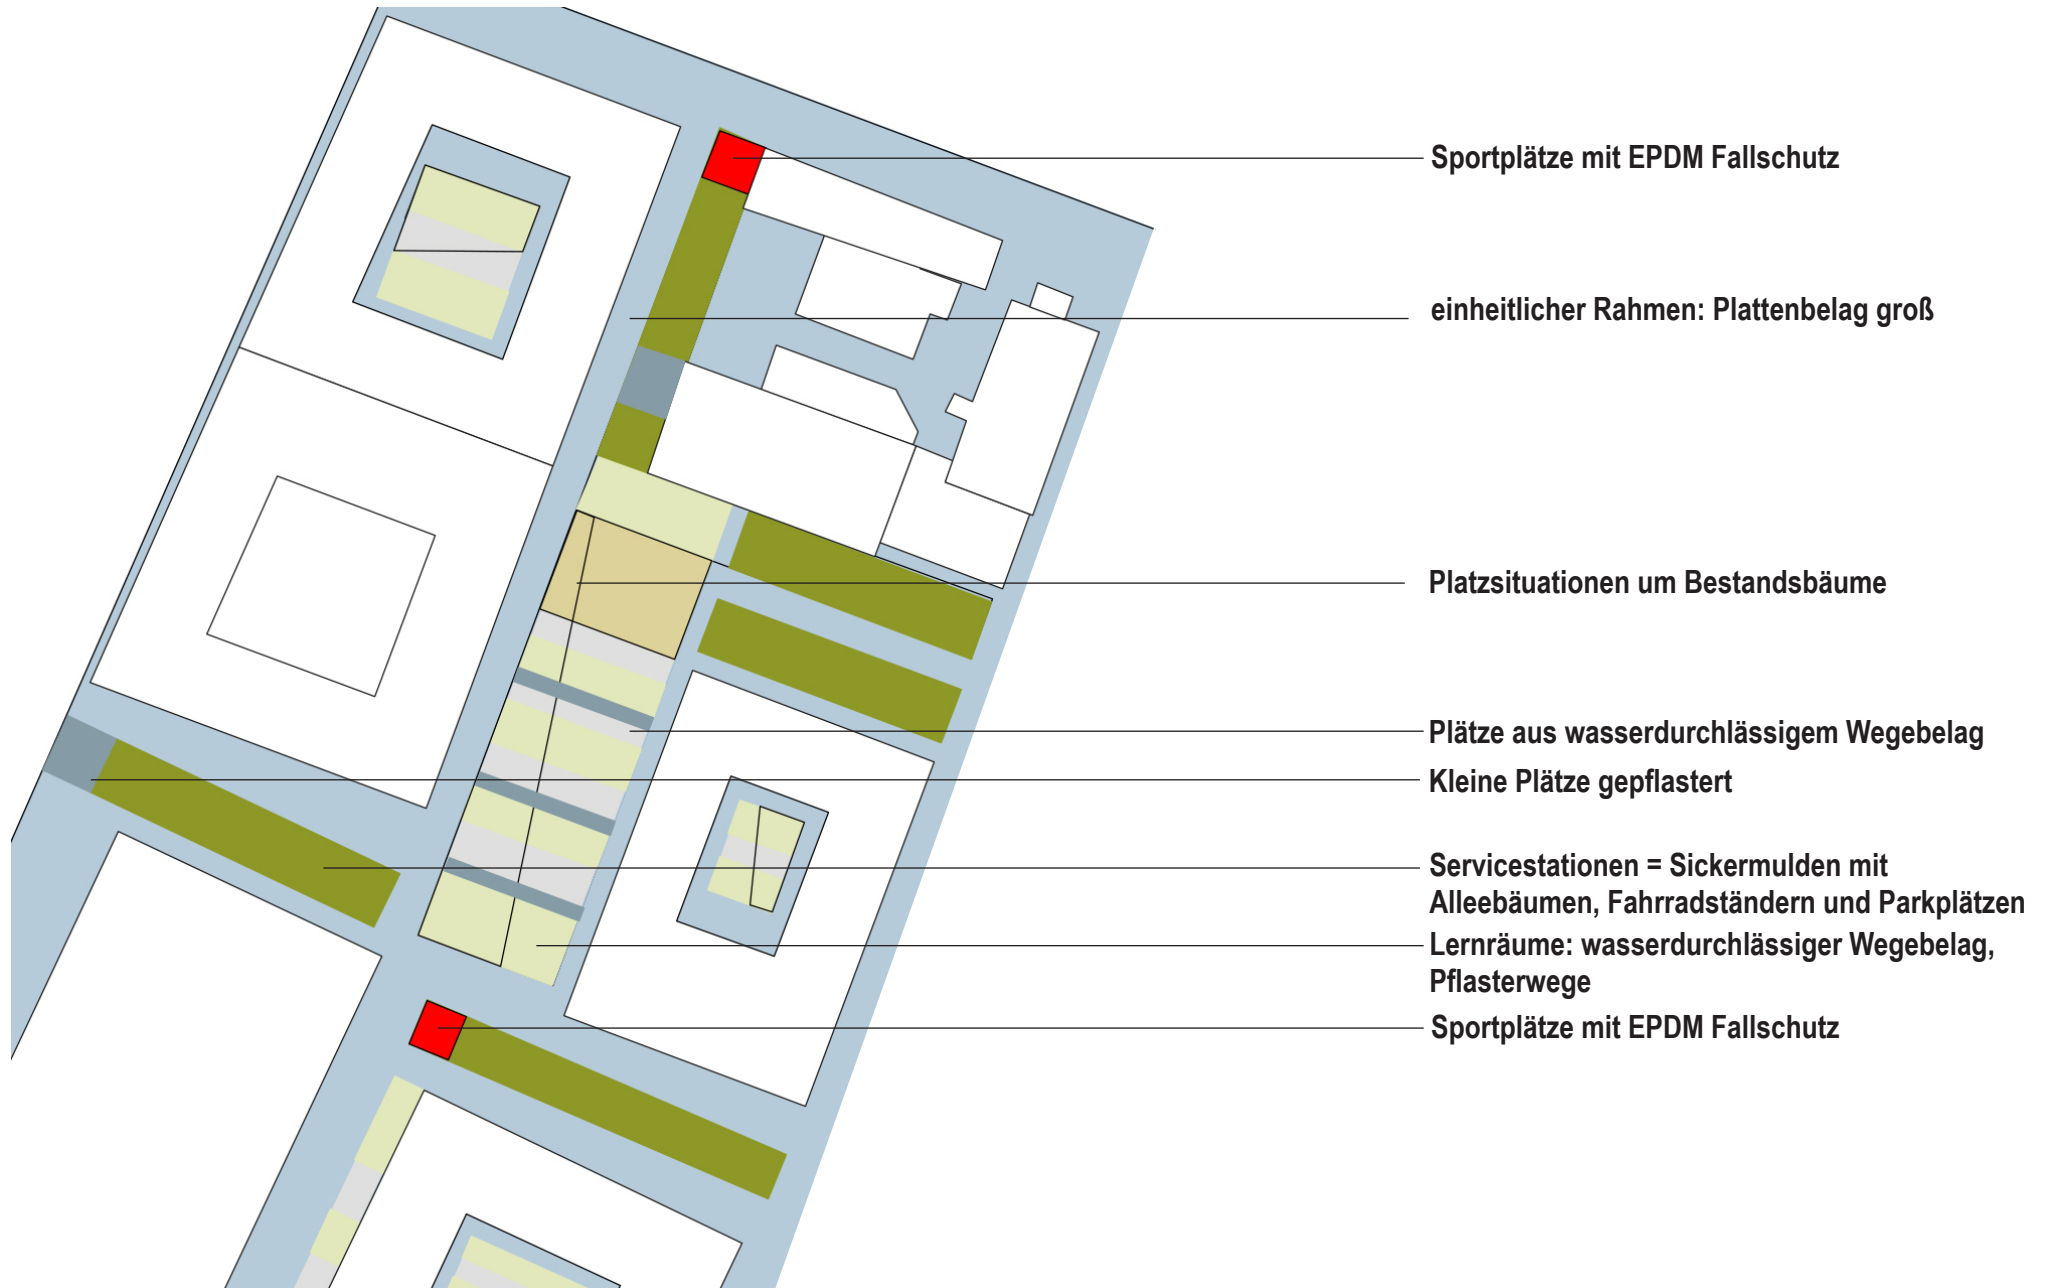 Sportplätze mit EPDM Fallschutz
einheitlicher Rahmen: Plattenbelag groß
Platzsituationen um Bestandsbäume
Plätze aus wasserdurchlässigem Wegebelag
Kleine Plätze gepflastert
Servicestationen = Sickermulden mit
Alleebäumen, Fahrradständern und Parkplätzen
Lernräume: wasserdurchlässiger Wegebelag,
Pflasterwege
Sportplätze mit EPDM Fallschutz